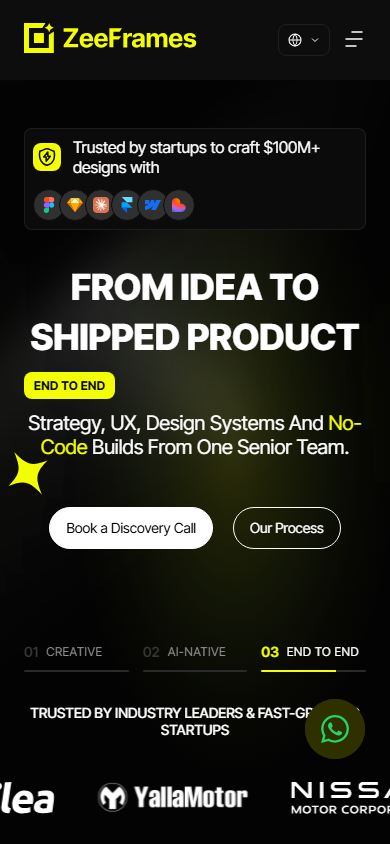 ZeeFrames
Trusted by startups to craft $100M+
designs with
FROM IDEA TO
SHIPPED PRODUCT
END TO END
Strategy, UX, Design Systems And No-
Code Builds From One Senior Team.
Book a Discovery Call
Our Process
01 CREATIVE
02 AI-NATIVE
03 END TO END
TRUSTED BY INDUSTRY LEADERS & FAST-GR
STARTUPS
lea
YallaMotor
NISSA
MOTOR CORPOR